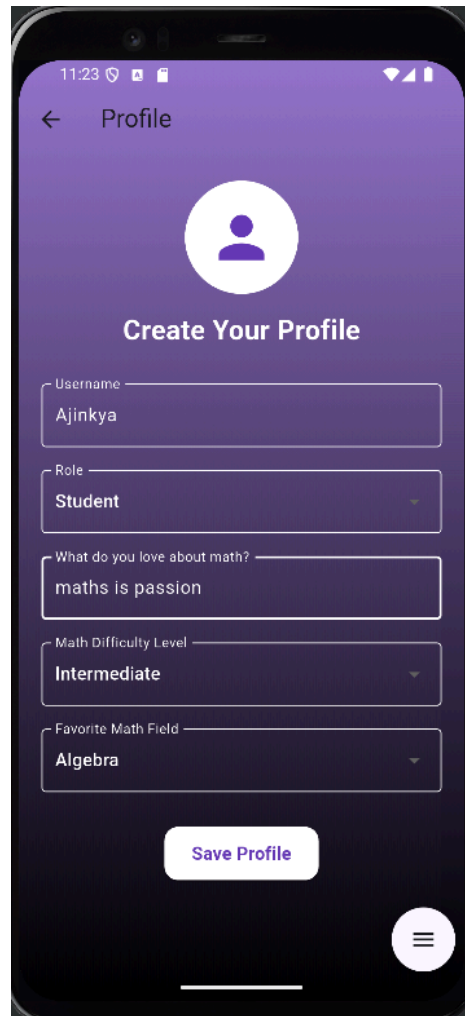 11:23
Profile
Create Your Profile
Username
Ajinkya
Role
Student
What do you love about math?
maths is passion
Math Difficulty Level
Intermediate
Favorite Math Field
Algebra
Save Profile